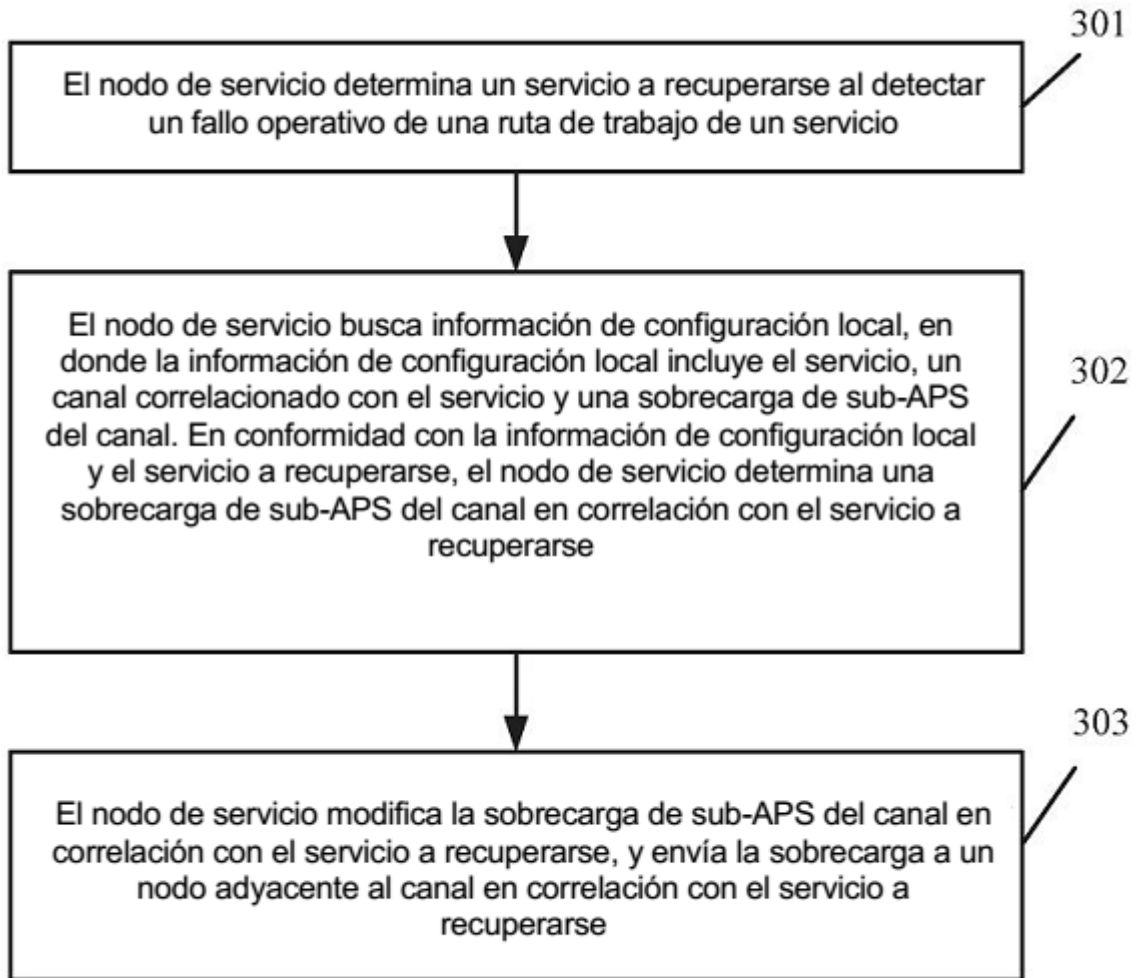 301
El nodo de servicio determina un servicio a recuperarse al detectar
un fallo operativo de una ruta de trabajo de un servicio
302
El nodo de servicio busca información de configuración local, en
donde la información de configuración local incluye el servicio, un
canal correlacionado con el servicio y una sobrecarga de sub-APS
del canal. En conformidad con la información de configuración local
y el servicio a recuperarse, el nodo de servicio determina una
sobrecarga de sub-APS del canal en correlación con el servicio a
recuperarse
303
El nodo de servicio modifica la sobrecarga de sub-APS del canal en
correlación con el servicio a recuperarse, y envía la sobrecarga a un
nodo adyacente al canal en correlación con el servicio a
recuperarse